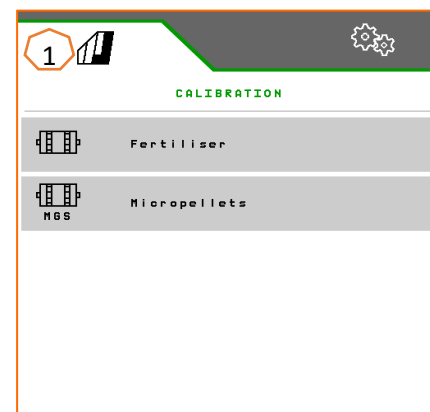 1
CALIBRATION
Fertiliser
MGS
Micropellets